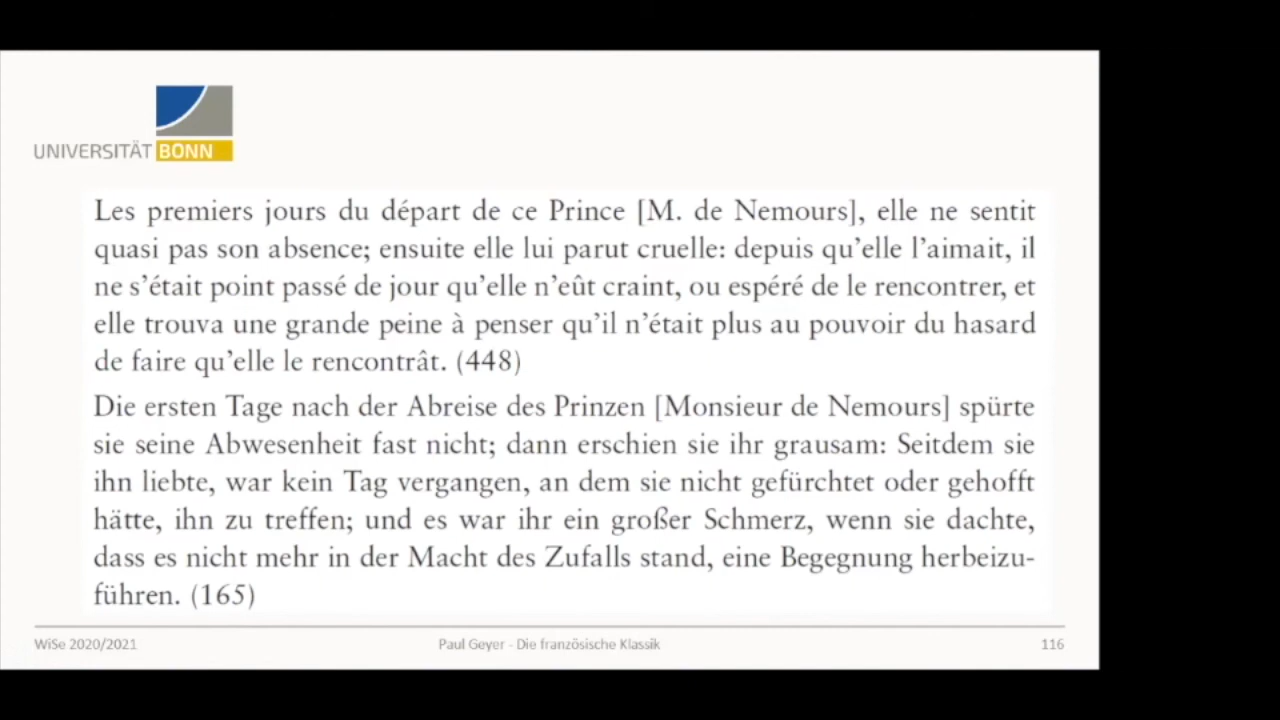 UNIVERSITÄT BONN
Les premiers jours du départ de ce Prince [M. de Nemours], elle ne sentit
quasi pas son absence; ensuite elle lui parut cruelle: depuis qu’elle l’aimait, il
ne s’était point passé de jour qu’elle n’eût craint, ou espéré de le rencontrer, et
elle trouva une grande peine à penser qu’il n’était plus au pouvoir du hasard
de faire qu’elle le rencontrât. (448)
Die ersten Tage nach der Abreise des Prinzen [Monsieur de Nemours] spürte
sie seine Abwesenheit fast nicht; dann erschien sie ihr grausam: Seitdem sie
ihn liebte, war kein Tag vergangen, an dem sie nicht gefürchtet oder gehofft
hätte, ihn zu treffen; und es war ihr ein großer Schmerz, wenn sie dachte,
dass es nicht mehr in der Macht des Zufalls stand, eine Begegnung herbeizu-
führen. (165)
WiSe 2020/2021 Paul Geyer - Die französische Klassik 116